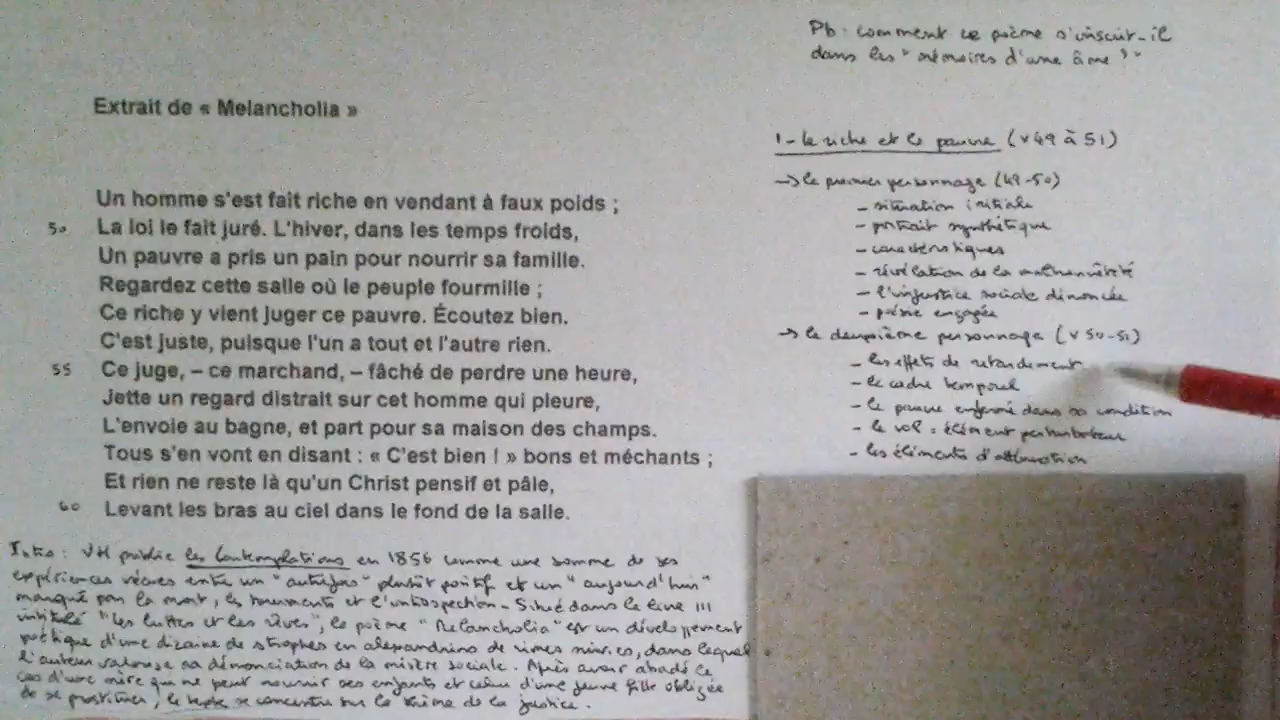 Pb : comment ce poème s'inscrit-il
dans les "mémoires d'une âme ?"
Extrait de « Melancholia »
Un homme s'est fait riche en vendant à faux poids ;
50 La loi le fait juré. L'hiver, dans les temps froids,
Un pauvre a pris un pain pour nourrir sa famille.
Regardez cette salle où le peuple fourmille ;
Ce riche y vient juger ce pauvre. Écoutez bien.
C'est juste, puisque l'un a tout et l'autre rien.
55 Ce juge, – ce marchand, – fâché de perdre une heure,
Jette un regard distrait sur cet homme qui pleure,
L'envoie au bagne, et part pour sa maison des champs.
Tous s'en vont en disant : « C'est bien ! » bons et méchants ;
Et rien ne reste là qu'un Christ pensif et pâle,
60 Levant les bras au ciel dans le fond de la salle.
Intro : VH publie les Contemplations en 1856 comme une somme de ses
expériences vécues entre un "autrefois" plutôt positif et un "aujourd'hui"
marqué par la mort, les tourments et l'introspection - Situé dans le livre III
intitulé "Les luttes et les rêves", le poème "Melancholia" est un développement
poétique d'une dizaine de strophes en alexandrins de rimes suivies, dans lequel
l'auteur sa dénonciation de la misère sociale. Après avoir abordé le
cas d'une mère qui ne peut nourrir ses enfants et celui d'une jeune fille obligée
de se prostituer, le texte se concentre sur le thème de la justice.
1 - le riche et le pauvre (v 49 à 51)
→ le premier personnage (49-50)
- situation initiale
- portrait synthétique
- caractéristiques
- révélation de la malhonnêteté
- l'injustice sociale dénoncée
- poésie engagée
→ le deuxième personnage (v 50-51)
- les effets de retardement
- le cadre temporel
- le pauvre enfermé dans sa condition
- le vol : élément perturbateur
- les éléments d'atténuation